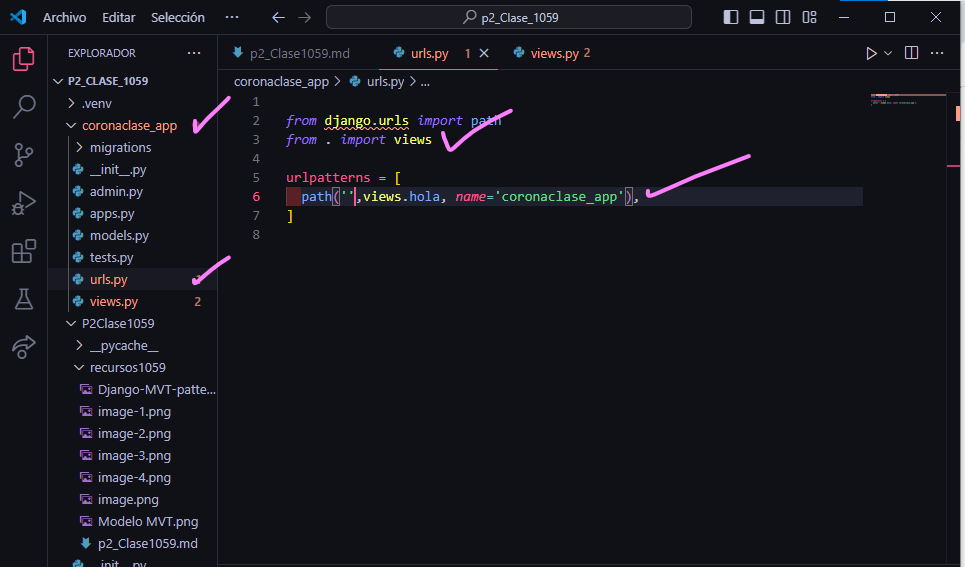 Archivo Editar Selección ··· p2_Clase_1059
EXPLORADOR ···
P2_CLASE_1059
.venv
coronaclase_app
migrations
__init__.py
admin.py
apps.py
models.py
tests.py
urls.py
views.py 2
P2Clase1059
__pycache__
recursos1059
Django-MVT-patte...
image-1.png
image-2.png
image-3.png
image-4.png
image.png
Modelo MVT.png
p2_Clase1059.md
__init__.py
p2_Clase1059.md urls.py 1 views.py 2
coronaclase_app > urls.py > ...
1
2 from django.urls import path
3 from . import views
4
5 urlpatterns = [
6 path('',views.hola, name='coronaclase_app'),
7 ]
8